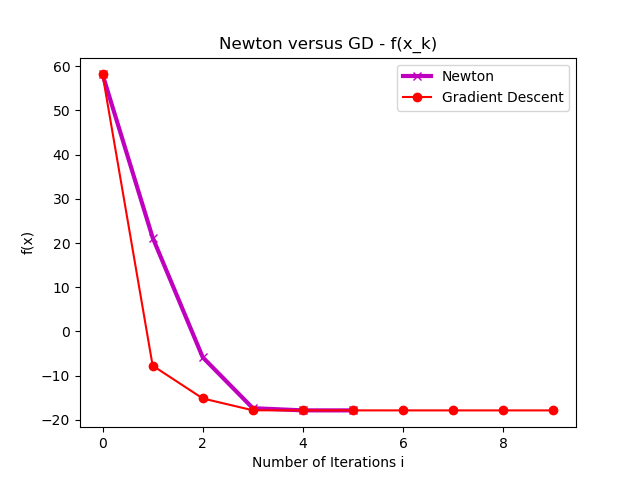 Newton versus GD - f(x_k)
Newton
Gradient Descent
60
50
40
30
20
10
0
−10
−20
f(x)
0 2 4 6 8
Number of Iterations i